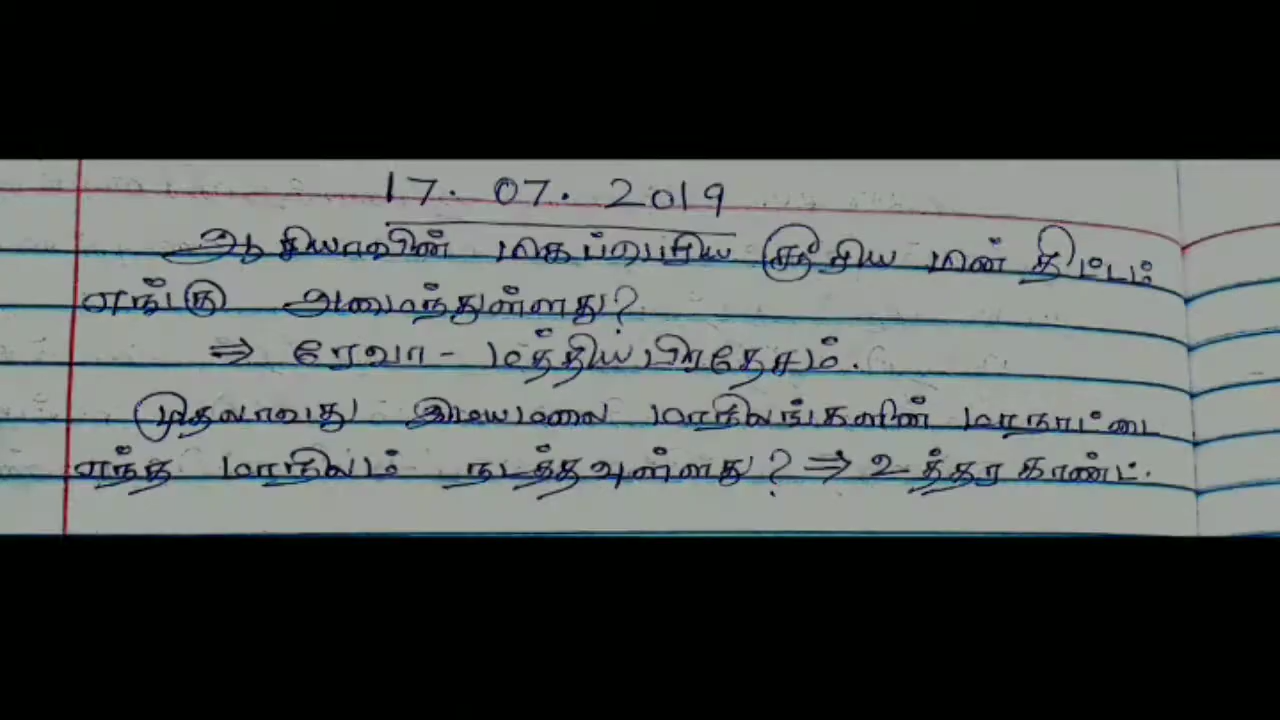 17. 07. 2019
ஆசியாவின் மிகப்பெரிய சூரிய மின் திட்டம்
எங்கு அமைந்துள்ளது?
⇒ ரேவா - மத்தியபிரதேசம்.
முதலாவது இமயமலை மாநிலங்களின் மாநாட்டை
எந்த மாநிலம் நடத்தவுள்ளது? ⇒ உத்தரகாண்ட்.